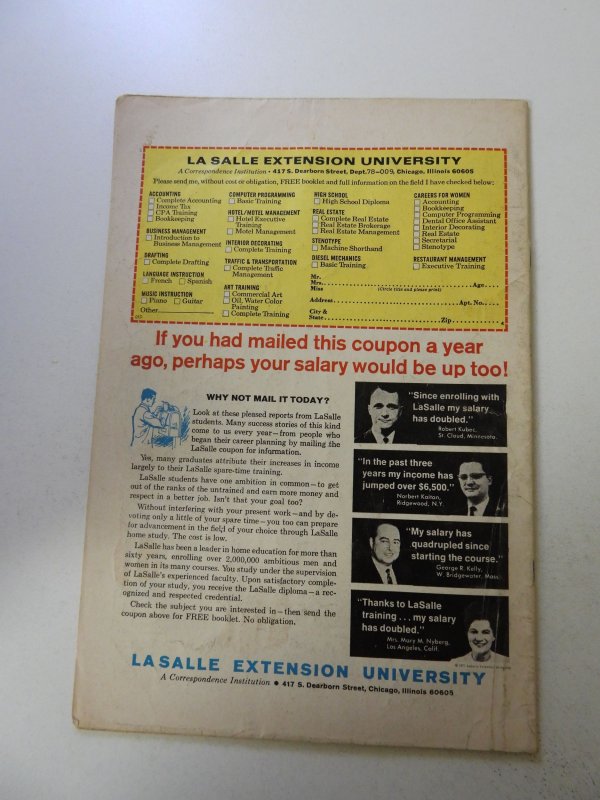 LA SALLE EXTENSION UNIVERSITY
A Correspondence Institution • 417 S. Dearborn Street, Dept. 78-009, Chicago, Illinois 60605
Please send me, without cost or obligation, FREE booklet and full information on the field I have checked below:
ACCOUNTING
Complete Accounting
Income Tax
CPA Training
Bookkeeping
BUSINESS MANAGEMENT
Introduction to
Business Management
DRAFTING
Complete Drafting
LANGUAGE INSTRUCTION
French Spanish
MUSIC INSTRUCTION
Piano Guitar
Other
COMPUTER PROGRAMMING
Basic Training
HOTEL/MOTEL MANAGEMENT
Hotel Executive
Training
Motel Management
INTERIOR DECORATING
Complete Training
TRAFFIC & TRANSPORTATION
Complete Traffic
Management
ART TRAINING
Commercial Art
Oil, Water Color
Painting
Complete Training
HIGH SCHOOL
High School Diploma
REAL ESTATE
Complete Real Estate
Real Estate Brokerage
Real Estate Management
STENOTYPE
Machine Shorthand
DIESEL MECHANICS
Basic Training
CAREERS FOR WOMEN
Accounting
Bookkeeping
Computer Programming
Dental Office Assistant
Interior Decorating
Real Estate
Secretarial
Stenotype
RESTAURANT MANAGEMENT
Executive Training
Mr.
Mrs. Age
Miss (Circle title and please print)
Address Apt. No.
City &
State Zip
If you had mailed this coupon a year
ago, perhaps your salary would be up too!
WHY NOT MAIL IT TODAY?
Look at these pleased reports from LaSalle
students. Many success stories of this kind
come to us every year—from people who
began their career planning by mailing the
LaSalle coupon for information.
Yes, many graduates attribute their increases in income
largely to their LaSalle spare-time training.
LaSalle students have one ambition in common—to get
out of the ranks of the untrained and earn more money and
respect in a better job. Isn't that your goal too?
Without interfering with your present work—and by de-
voting only a little of your spare time—you too can prepare
for advancement in the field of your choice through LaSalle
home study. The cost is low.
LaSalle has been a leader in home education for more than
sixty years, enrolling over 2,000,000 ambitious men and
women in its many courses. You study under the supervision
of LaSalle's experienced faculty. Upon satisfactory comple-
tion of your study, you receive the LaSalle diploma—a rec-
ognized and respected credential.
Check the subject you are interested in—then send the
coupon above for FREE booklet. No obligation.
"Since enrolling with
LaSalle my salary
has doubled."
Robert Kubec,
St. Cloud, Minnesota.
"In the past three
years my income has
jumped over $6,500."
Norbert Kaitan,
Ridgewood, N.Y.
"My salary has
quadrupled since
starting the course."
George R. Kelly,
W. Bridgewater, Mass.
"Thanks to LaSalle
training . . . my salary
has doubled."
Mrs. Mary M. Nyberg,
Los Angeles, Calif.
LA SALLE EXTENSION UNIVERSITY
A Correspondence Institution • 417 S. Dearborn Street, Chicago, Illinois 60605